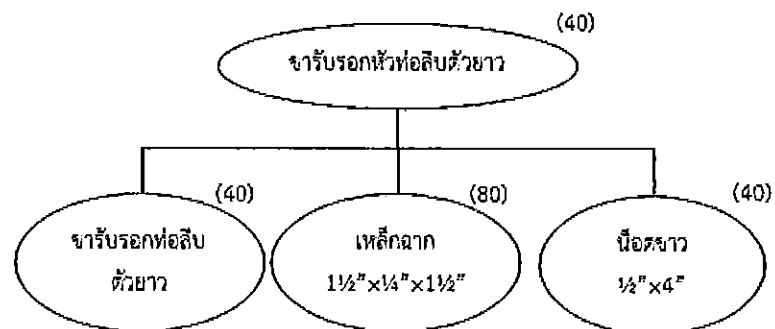 (40)
ขารับรอกหัวท่อสิบตัวยาว
(40)
ขารับรอกท่อสิบ
ตัวยาว
(80)
เหล็กฉาก
1½"×¼"×1½"
(40)
น็อตขาว
½"×4"